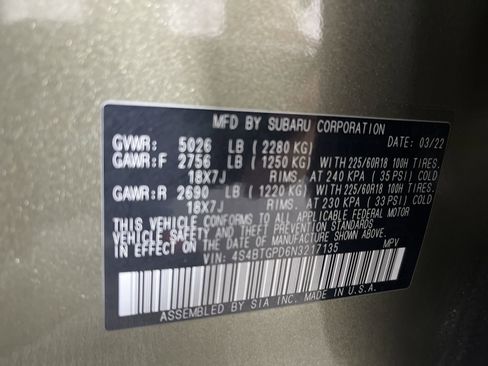 MFD BY SUBARU CORPORATION
GVWR: 5026 LB ( 2280 KG) DATE: 03/22
GAWR:F 2756 LB ( 1250 KG) WITH 225/60R18 100H TIRES.
18X7J RIMS. AT 240 KPA ( 35 PSI) COLD
GAWR:R 2690 LB ( 1220 KG) WITH 225/60R18 100H TIRES.
18X7J RIMS. AT 230 KPA ( 33 PSI) COLD
THIS VEHICLE CONFORMS TO ALL APPLICABLE FEDERAL MOTOR
VEHICLE SAFETY AND THEFT PREVENTION STANDARDS
IN EFFECT ON THE DATE OF MANUFACTURE SHOWN ABOVE.
VIN: 4S4BTGPD6N3217135 MPV
ASSEMBLED BY SIA INC. MADE IN U.S.A.